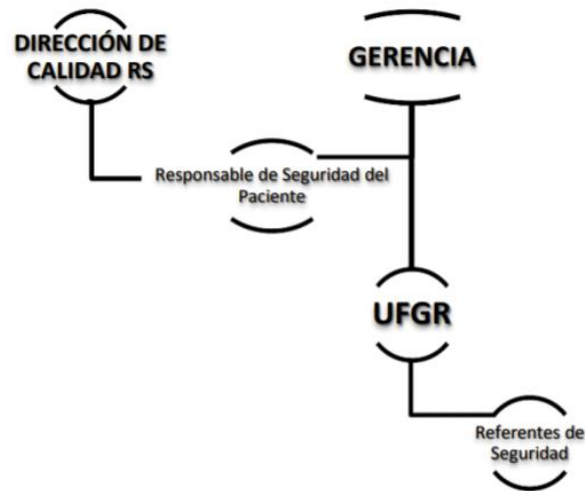 DIRECCIÓN DE
CALIDAD RS
GERENCIA
Responsable de Seguridad del
Paciente
UFGR
Referentes de
Seguridad